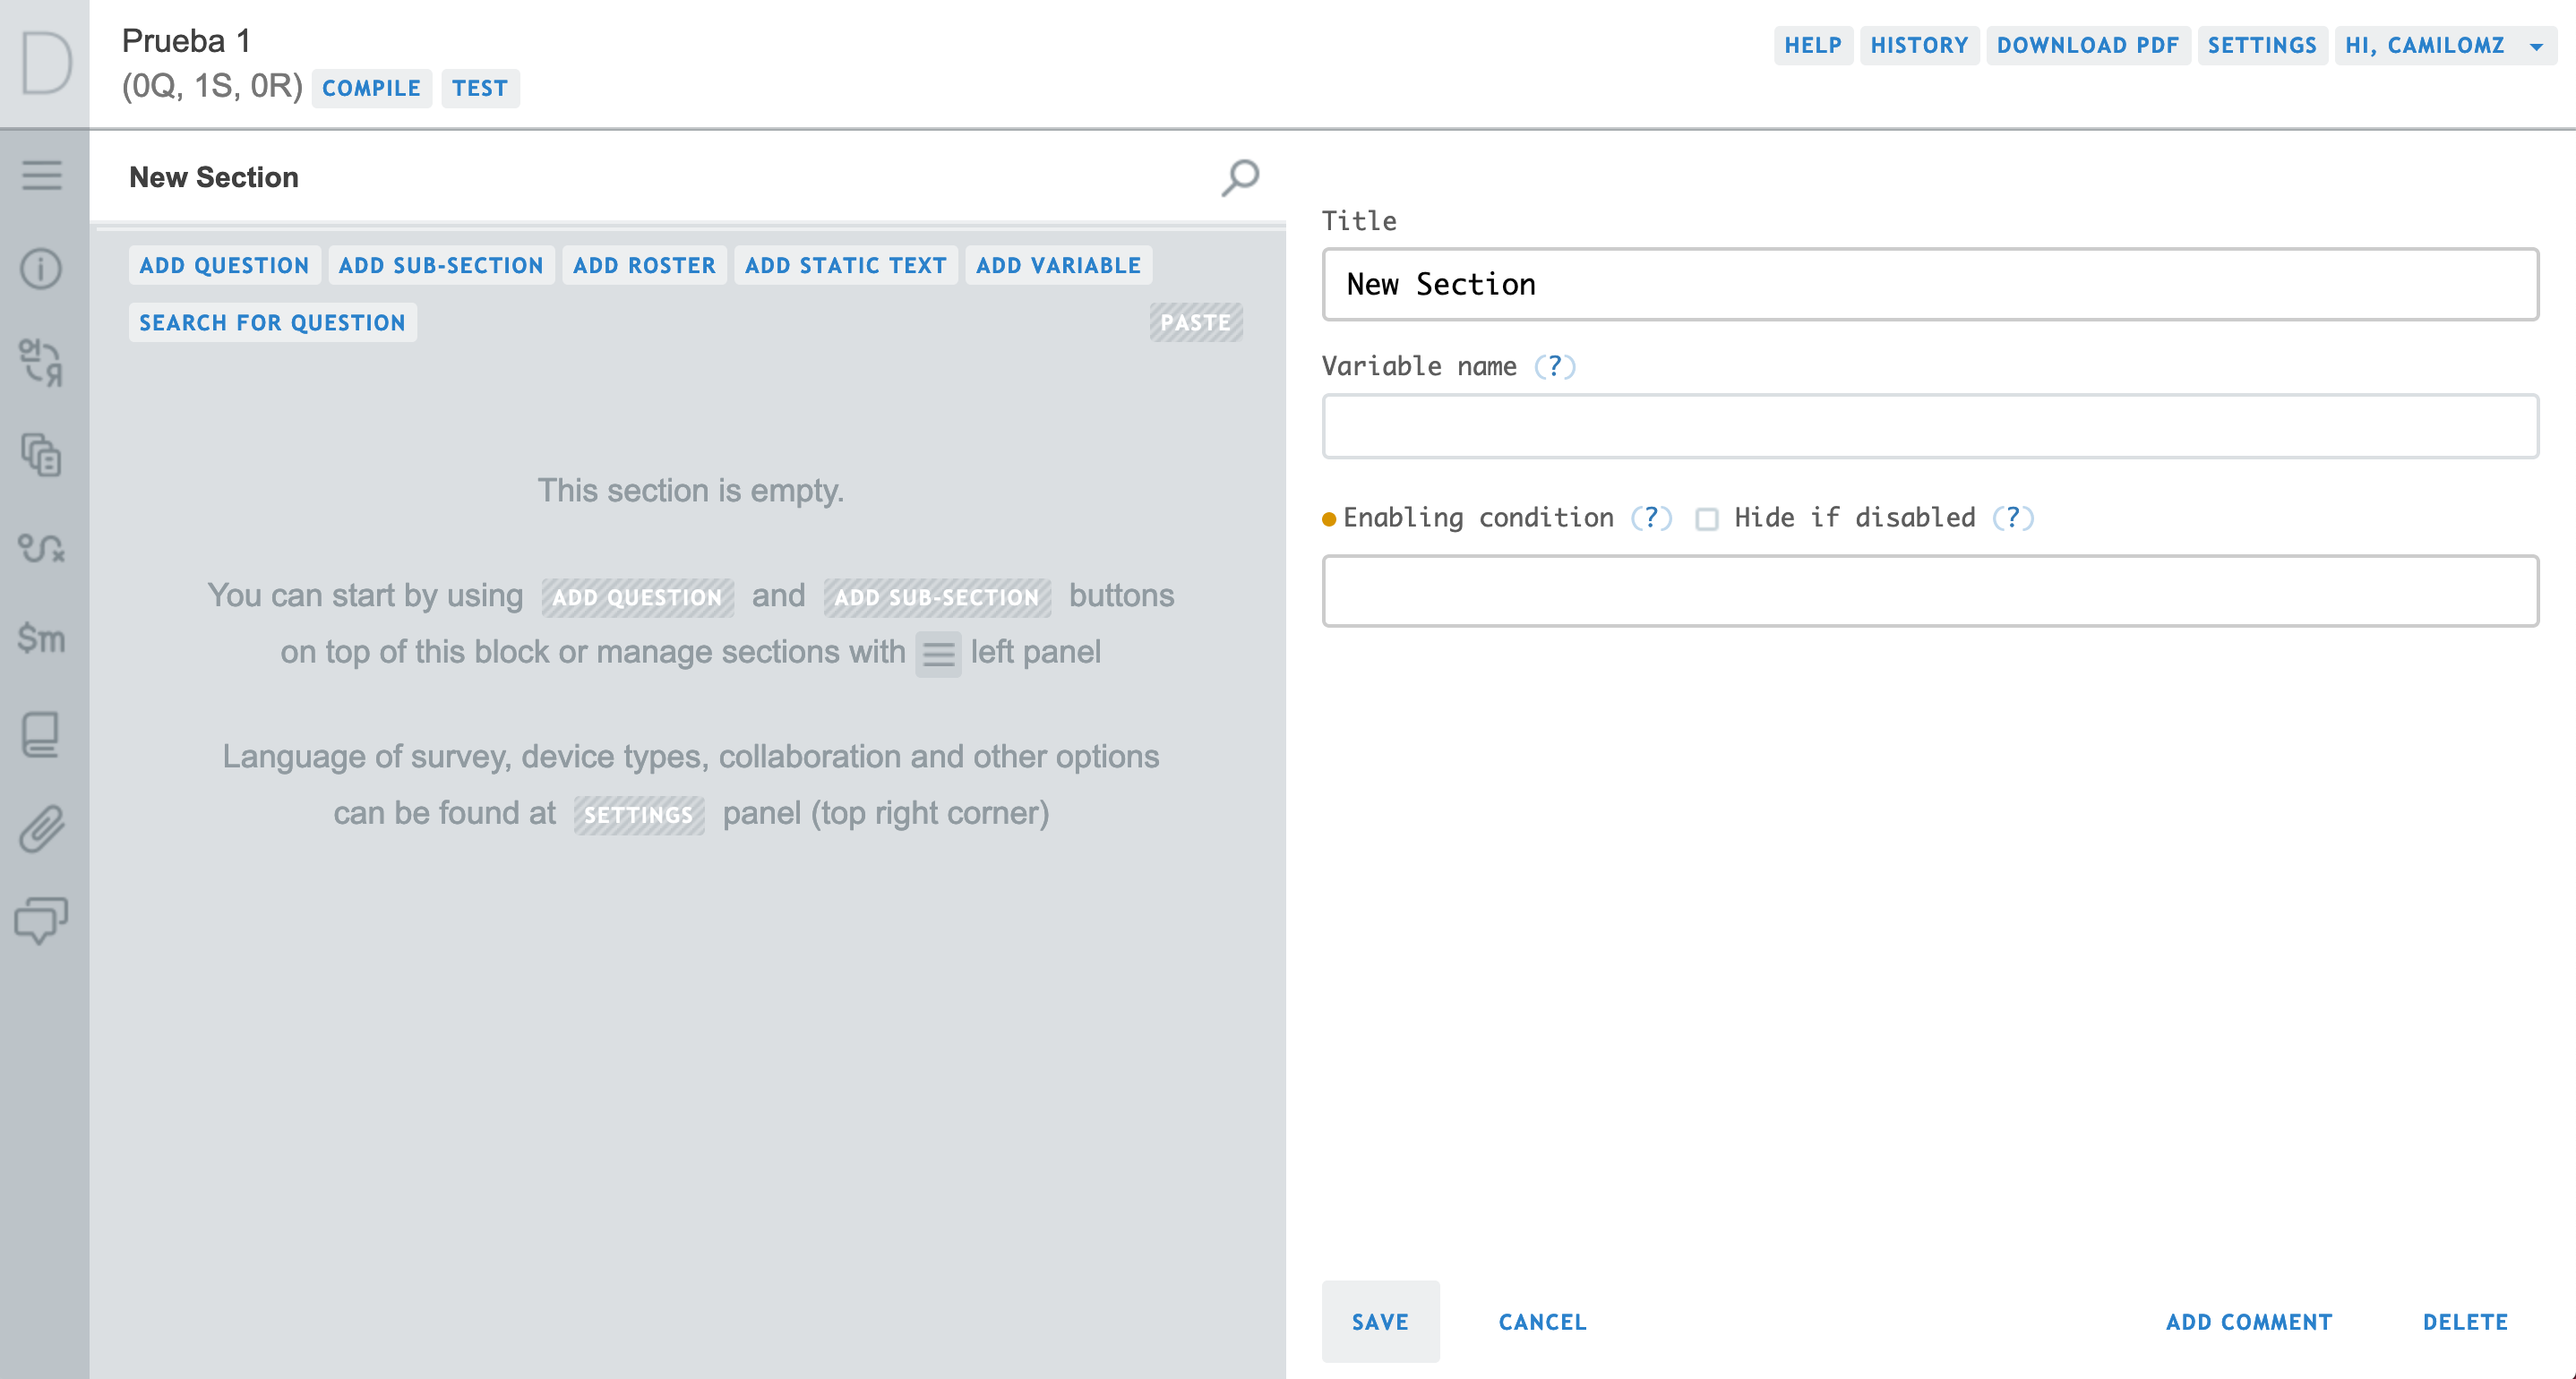 D
Prueba 1
(0Q, 1S, 0R) COMPILE TEST
HELP HISTORY DOWNLOAD PDF SETTINGS HI, CAMILOMZ
New Section
ADD QUESTION ADD SUB-SECTION ADD ROSTER ADD STATIC TEXT ADD VARIABLE
SEARCH FOR QUESTION PASTE
This section is empty.
You can start by using ADD QUESTION and ADD SUB-SECTION buttons
on top of this block or manage sections with left panel
Language of survey, device types, collaboration and other options
can be found at SETTINGS panel (top right corner)
$m
Title
New Section
Variable name (?)
Enabling condition (?) Hide if disabled (?)
SAVE CANCEL ADD COMMENT DELETE